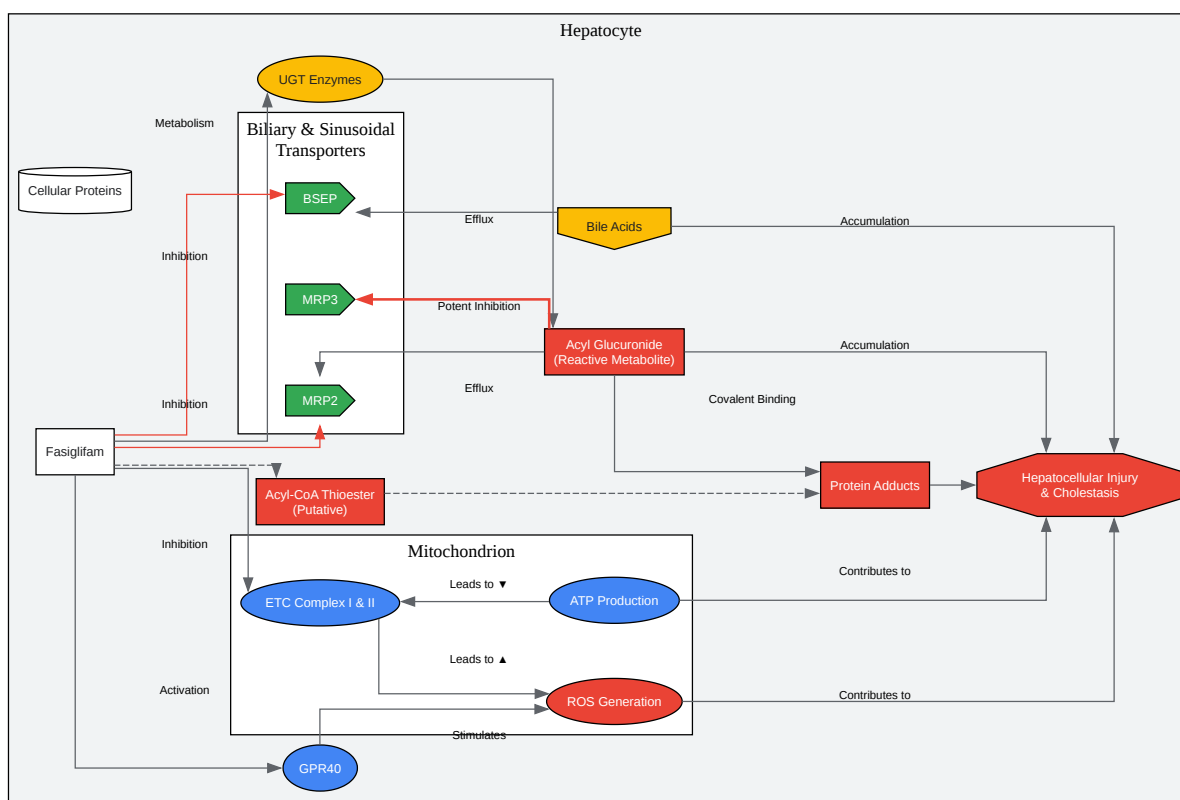 Hepatocyte
UGT Enzymes
Metabolism
Biliary & Sinusoidal
Transporters
Cellular Proteins
BSEP
Efflux
Bile Acids
Accumulation
Inhibition
MRP3
Potent Inhibition
Acyl Glucuronide
(Reactive Metabolite)
Accumulation
Efflux
Covalent Binding
Inhibition
MRP2
Fasiglifam
Acyl-CoA Thioester
(Putative)
Protein Adducts
Hepatocellular Injury
& Cholestasis
Inhibition
Mitochondrion
Leads to ▼
ETC Complex I & II
ATP Production
Contributes to
Leads to ▲
Activation
ROS Generation
Contributes to
Stimulates
GPR40